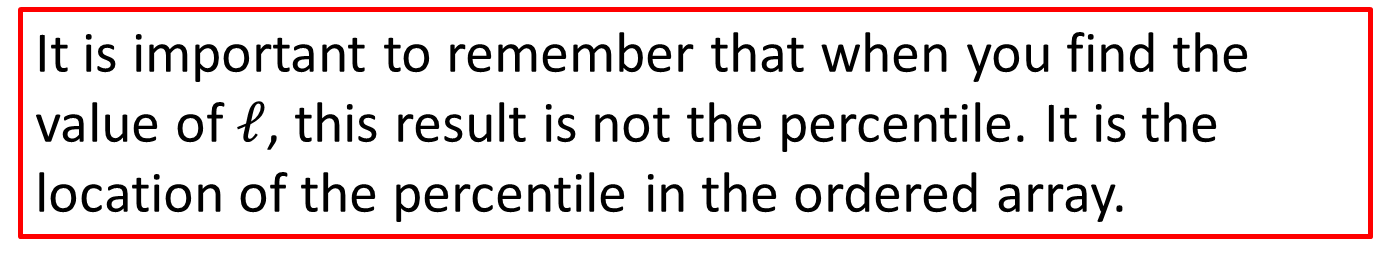 It is important to remember that when you find the
value of ℓ, this result is not the percentile. It is the
location of the percentile in the ordered array.